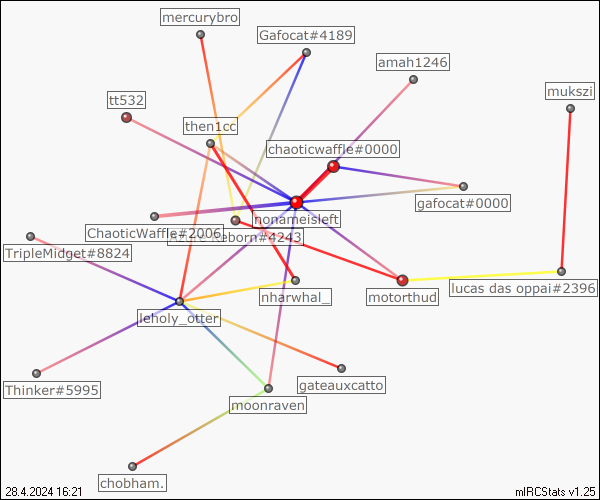 mercurybro
Gafocat#4189
amah1246
mukszi
tt532
then1cc
chaoticwaffle#0000
gafocat#0000
nonameisleft
ChaoticWaffle#2006
Azure Reborn#4243
TripleMidget#8824
lucas das oppai#2396
nharwhal_
motorthud
leholy_otter
Thinker#5995
gateauxcatto
moonraven
chobham.
28.4.2024 16:21
mIRCStats v1.25